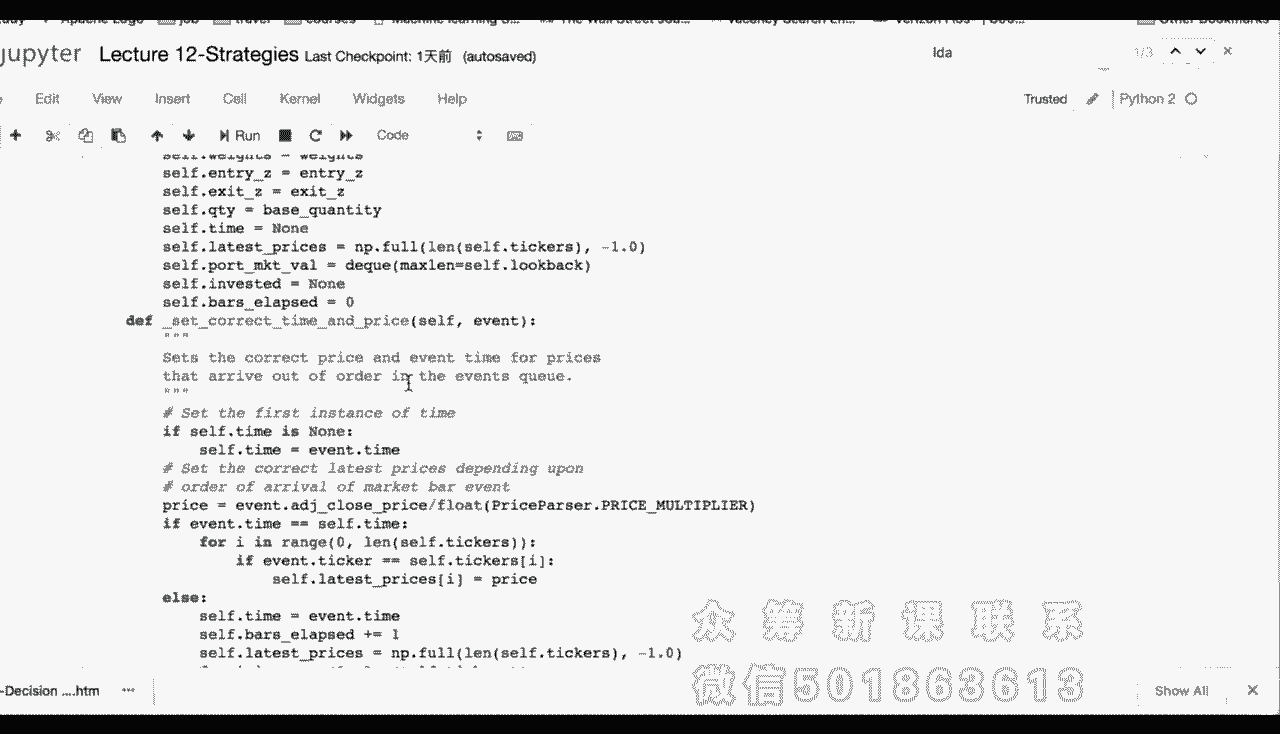 Apache Logo job travel courses Machine learning The Wall Street Jou... Vacancy Search En... Verizon Other Bookmarks
jupyter Lecture 12-Strategies Last Checkpoint: 1天前 (autosaved)
lda 1/3
Edit View Insert Cell Kernel Widgets Help Trusted Python 2
Run Code
self.weights = weights
self.entry_z = entry_z
self.exit_z = exit_z
self.qty = base_quantity
self.time = None
self.latest_prices = np.full(len(self.tickers), -1.0)
self.port_mkt_val = deque(maxlen=self.lookback)
self.invested = None
self.bars_elapsed = 0
def _set_correct_time_and_price(self, event):
"""
Sets the correct price and event time for prices
that arrive out of order in the events queue.
"""
# Set the first instance of time
if self.time is None:
self.time = event.time
# Set the correct latest prices depending upon
# order of arrival of market bar event
price = event.adj_close_price/float(PriceParser.PRICE_MULTIPLIER)
if event.time == self.time:
for i in range(0, len(self.tickers)):
if event.ticker == self.tickers[i]:
self.latest_prices[i] = price
else:
self.time = event.time
self.bars_elapsed += 1
self.latest_prices = np.full(len(self.tickers), -1.0)
众筹新课联系
微信501863613
-Decision ....htm
Show All